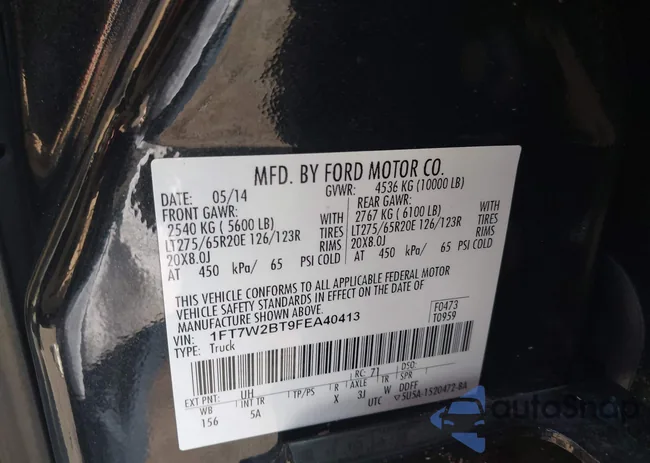 MFD. BY FORD MOTOR CO.
DATE: 05/14 GVWR: 4536 KG (10000 LB)
FRONT GAWR: REAR GAWR:
2540 KG ( 5600 LB) WITH 2767 KG ( 6100 LB) WITH
LT275/65R20E 126/123R TIRES LT275/65R20E 126/123R TIRES
20X8.0J RIMS 20X8.0J RIMS
AT 450 kPa/ 65 PSI COLD AT 450 kPa/ 65 PSI COLD
THIS VEHICLE CONFORMS TO ALL APPLICABLE FEDERAL MOTOR
VEHICLE SAFETY STANDARDS IN EFFECT ON THE DATE OF
MANUFACTURE SHOWN ABOVE.
VIN: 1FT7W2BT9FEA40413 F0473
TYPE: Truck T0959
EXT PNT: UH RC: 71 DSO:
WB INT TR TP/PS R AXLE TR SPR
156 5A X 3J W DDFF
UTC 5U5A-1520472-BA
autoSnap